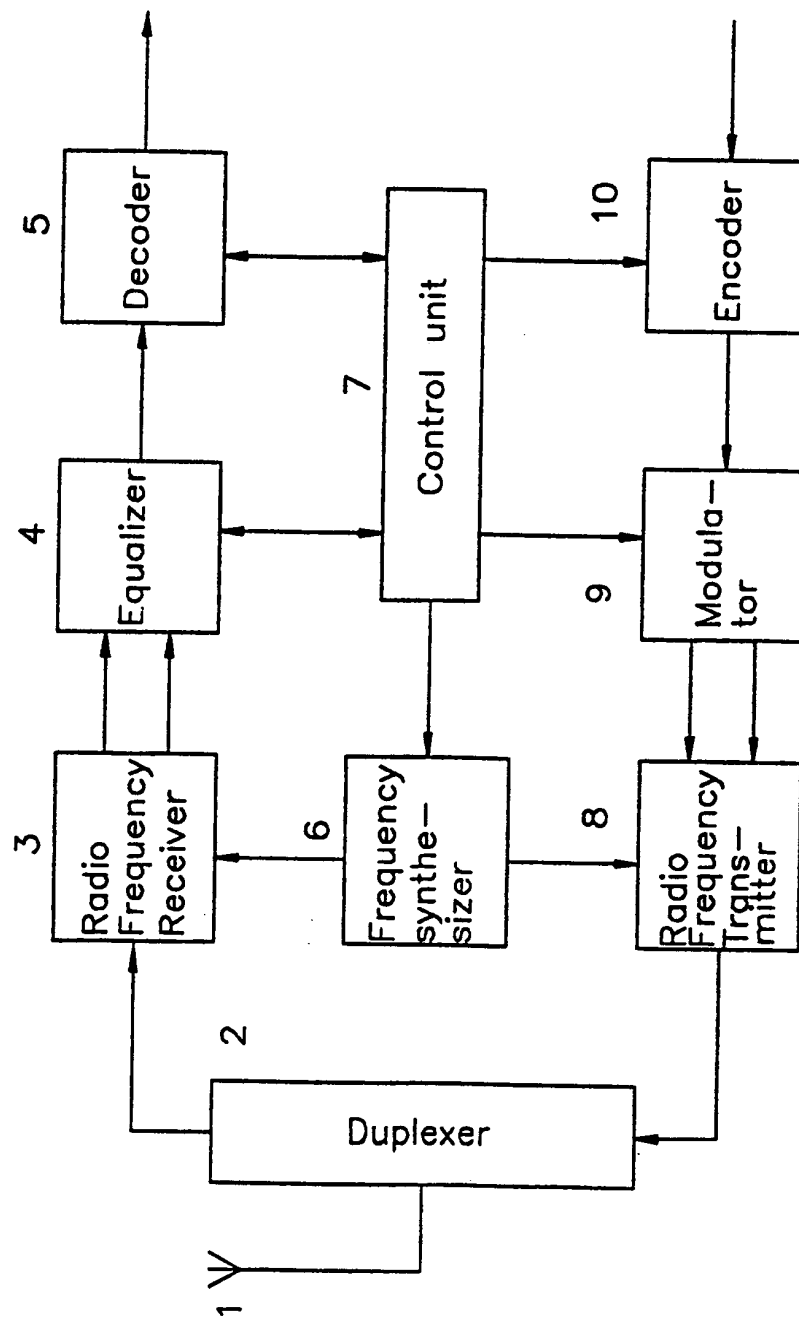 1
2
Duplexer
3
Radio
Frequency
Receiver
4
Equalizer
5
Decoder
6
Frequency
synthe-
sizer
7
Control unit
8
Radio
Frequency
Trans-
mitter
9
Modula-
tor
10
Encoder